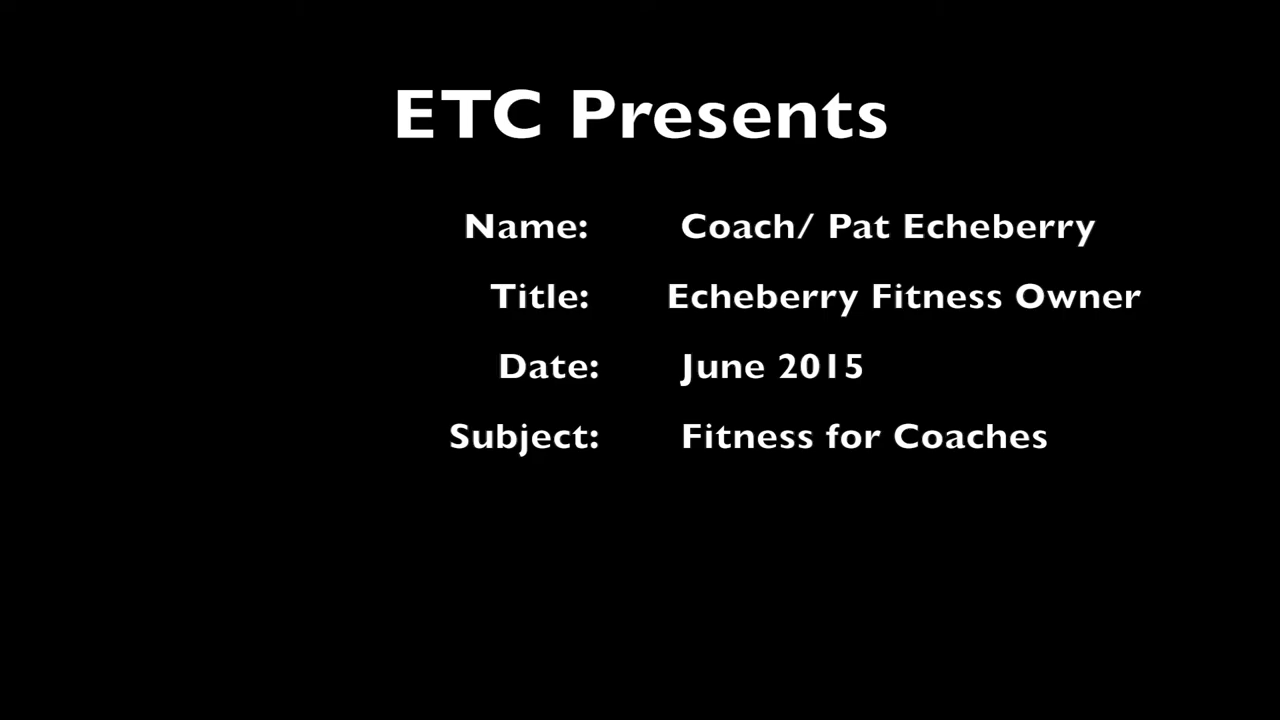 ETC Presents
Name: Coach/ Pat Echeberry
Title: Echeberry Fitness Owner
Date: June 2015
Subject: Fitness for Coaches